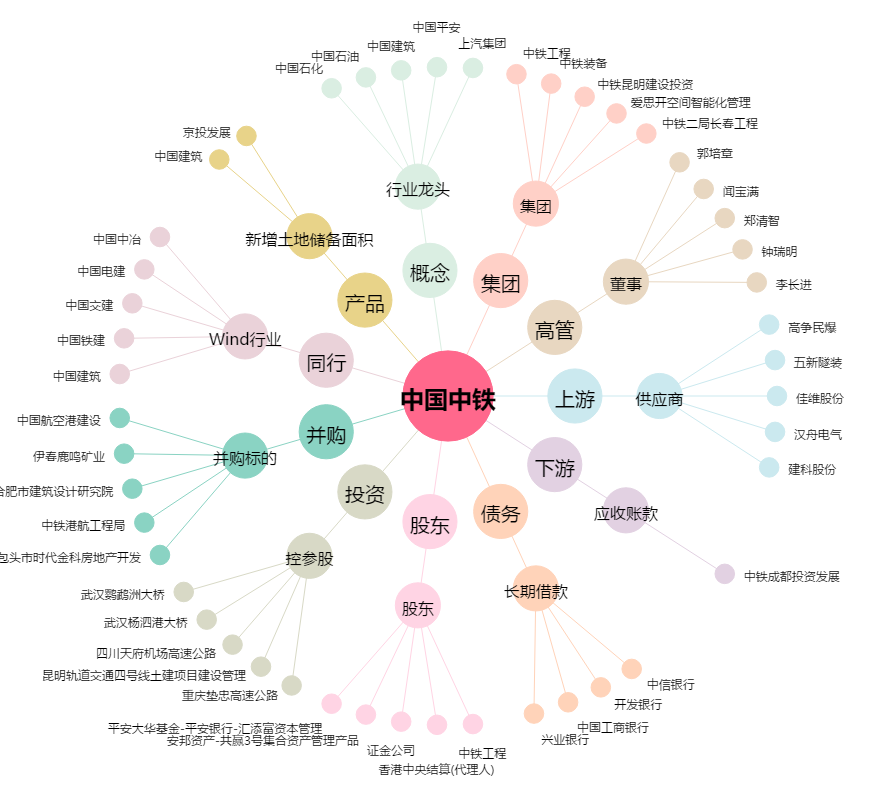 中国平安
上汽集团
中国建筑
中国石油
中国石化
中铁工程
中铁装备
中铁昆明建设投资
爱思开空间智能化管理
中铁二局长春工程
京投发展
中国建筑
行业龙头
集团
郭培章
闻宝满
郑清智
钟瑞明
李长进
新增土地储备面积
中国中冶
中国电建
中国交建
中国铁建
中国建筑
概念
集团
董事
产品
高管
Wind行业
同行
高争民爆
五新隧装
佳维股份
汉舟电气
建科股份
中国中铁
上游
供应商
中国航空港建设
伊春鹿鸣矿业
合肥市建筑设计研究院
中铁港航工程局
包头市时代金科房地产开发
并购
并购标的
下游
应收账款
投资
股东
债务
控参股
中铁成都投资发展
武汉鹦鹉洲大桥
武汉杨泗港大桥
四川天府机场高速公路
昆明轨道交通四号线土建项目建设管理
重庆垫忠高速公路
股东
长期借款
中信银行
开发银行
中国工商银行
兴业银行
平安大华基金-平安银行-汇添富资本管理
安邦资产-共赢3号集合资产管理产品
证金公司
香港中央结算(代理人)
中铁工程